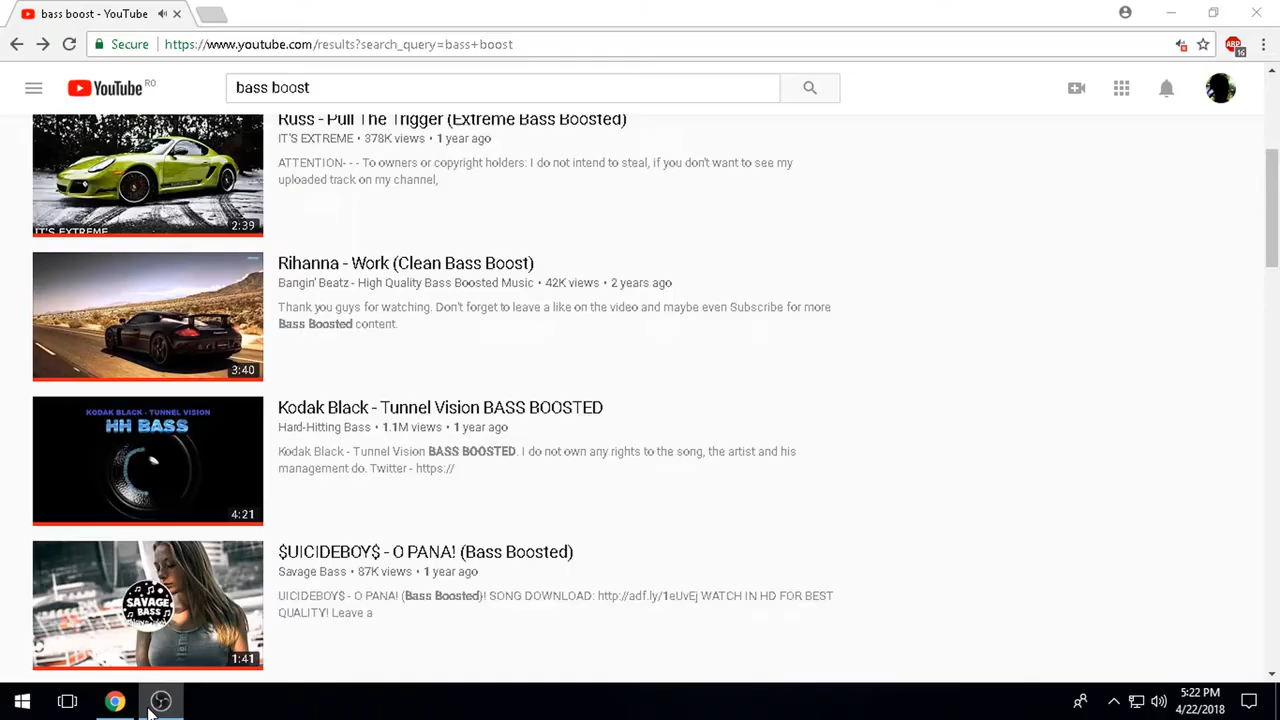 bass boost - YouTube
Secure https://www.youtube.com/results?search_query=bass+boost
ABP
16
YouTube RO
bass boost
Russ - Pull The Trigger (Extreme Bass Boosted)
IT'S EXTREME • 378K views • 1 year ago
ATTENTION- - - To owners or copyright holders: I do not intend to steal, if you don't want to see my
uploaded track on my channel,
IT'S EXTREME
2:39
Rihanna - Work (Clean Bass Boost)
Bangin' Beatz - High Quality Bass Boosted Music • 42K views • 2 years ago
Thank you guys for watching. Don't forget to leave a like on the video and maybe even Subscribe for more
Bass Boosted content.
3:40
Kodak Black - Tunnel Vision BASS BOOSTED
Hard-Hitting Bass • 1.1M views • 1 year ago
Kodak Black - Tunnel Vision BASS BOOSTED. I do not own any rights to the song, the artist and his
management do. Twitter - https://
KODAK BLACK - TUNNEL VISION
HH BASS
4:21
$UICIDEBOY$ - O PANA! (Bass Boosted)
Savage Bass • 87K views • 1 year ago
UICIDEBOY$ - O PANA! (Bass Boosted)! SONG DOWNLOAD: http://adf.ly/1eUvEj WATCH IN HD FOR BEST
QUALITY! Leave a
SAVAGE
BASS
1:41
5:22 PM
4/22/2018